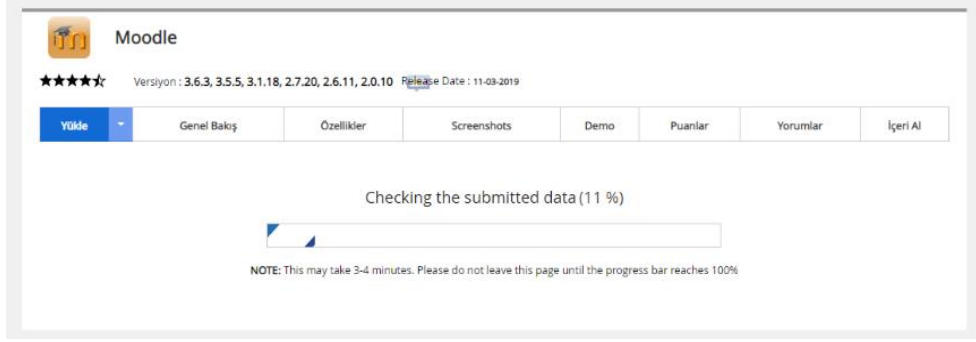 Moodle
Versiyon : 3.6.3, 3.5.5, 3.1.18, 2.7.20, 2.6.11, 2.0.10 Release Date : 11-03-2019
Yükle Genel Bakış Özellikler Screenshots Demo Puanlar Yorumlar İçeri Al
Checking the submitted data (11 %)
NOTE: This may take 3-4 minutes. Please do not leave this page until the progress bar reaches 100%